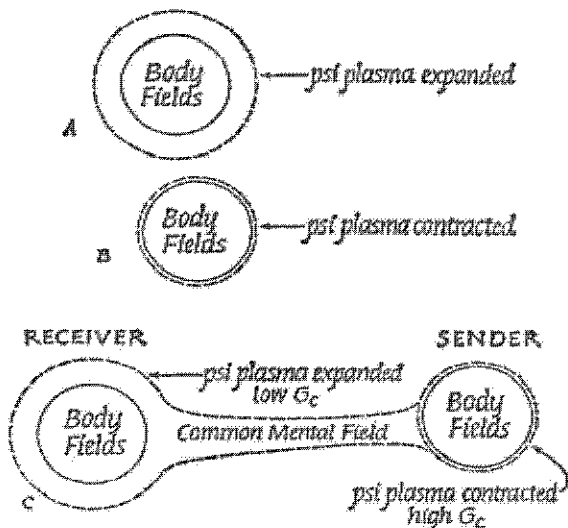 Body
Fields
psi plasma expanded
A
Body
Fields
psi plasma contracted
B
RECEIVER
SENDER
psi plasma expanded
low Gc
Body
Fields
Common Mental Field
Body
Fields
C
psi plasma contracted
high Gc